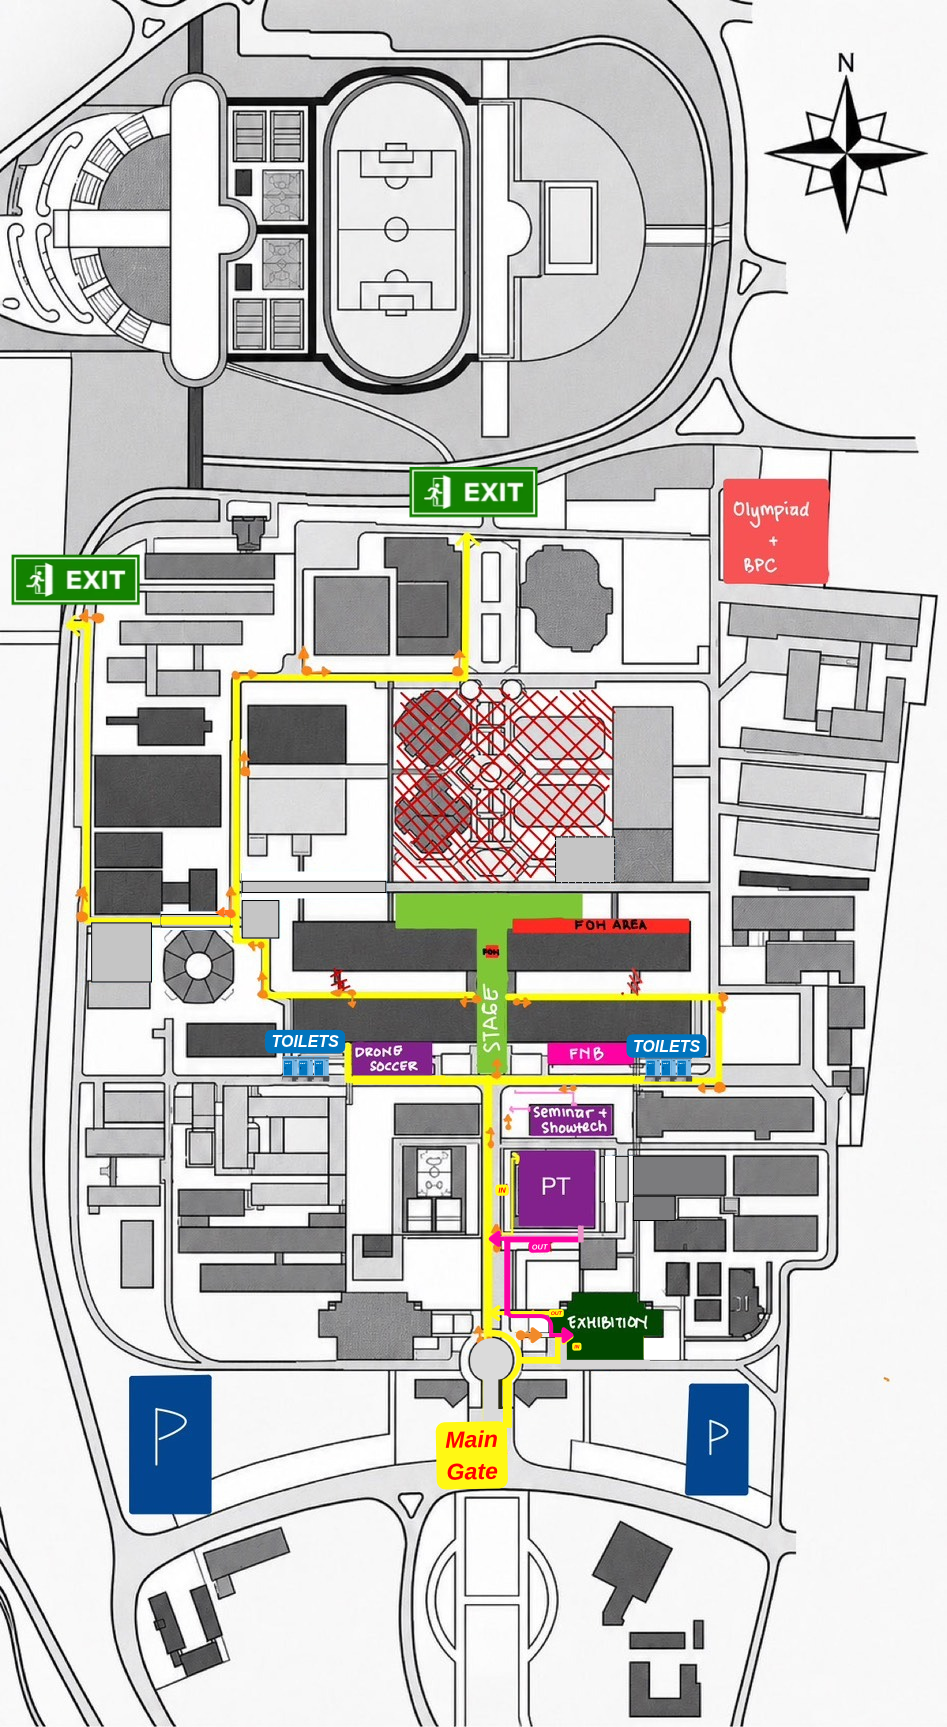 N
EXIT
Olympiad
+
BPC
EXIT
FOH AREA
FOH
STAGE
TOILETS
DRONE
SOCCER
FNB
TOILETS
Seminar +
Showtech
PT
IN
OUT
OUT
EXHIBITION
IN
P
P
Main
Gate